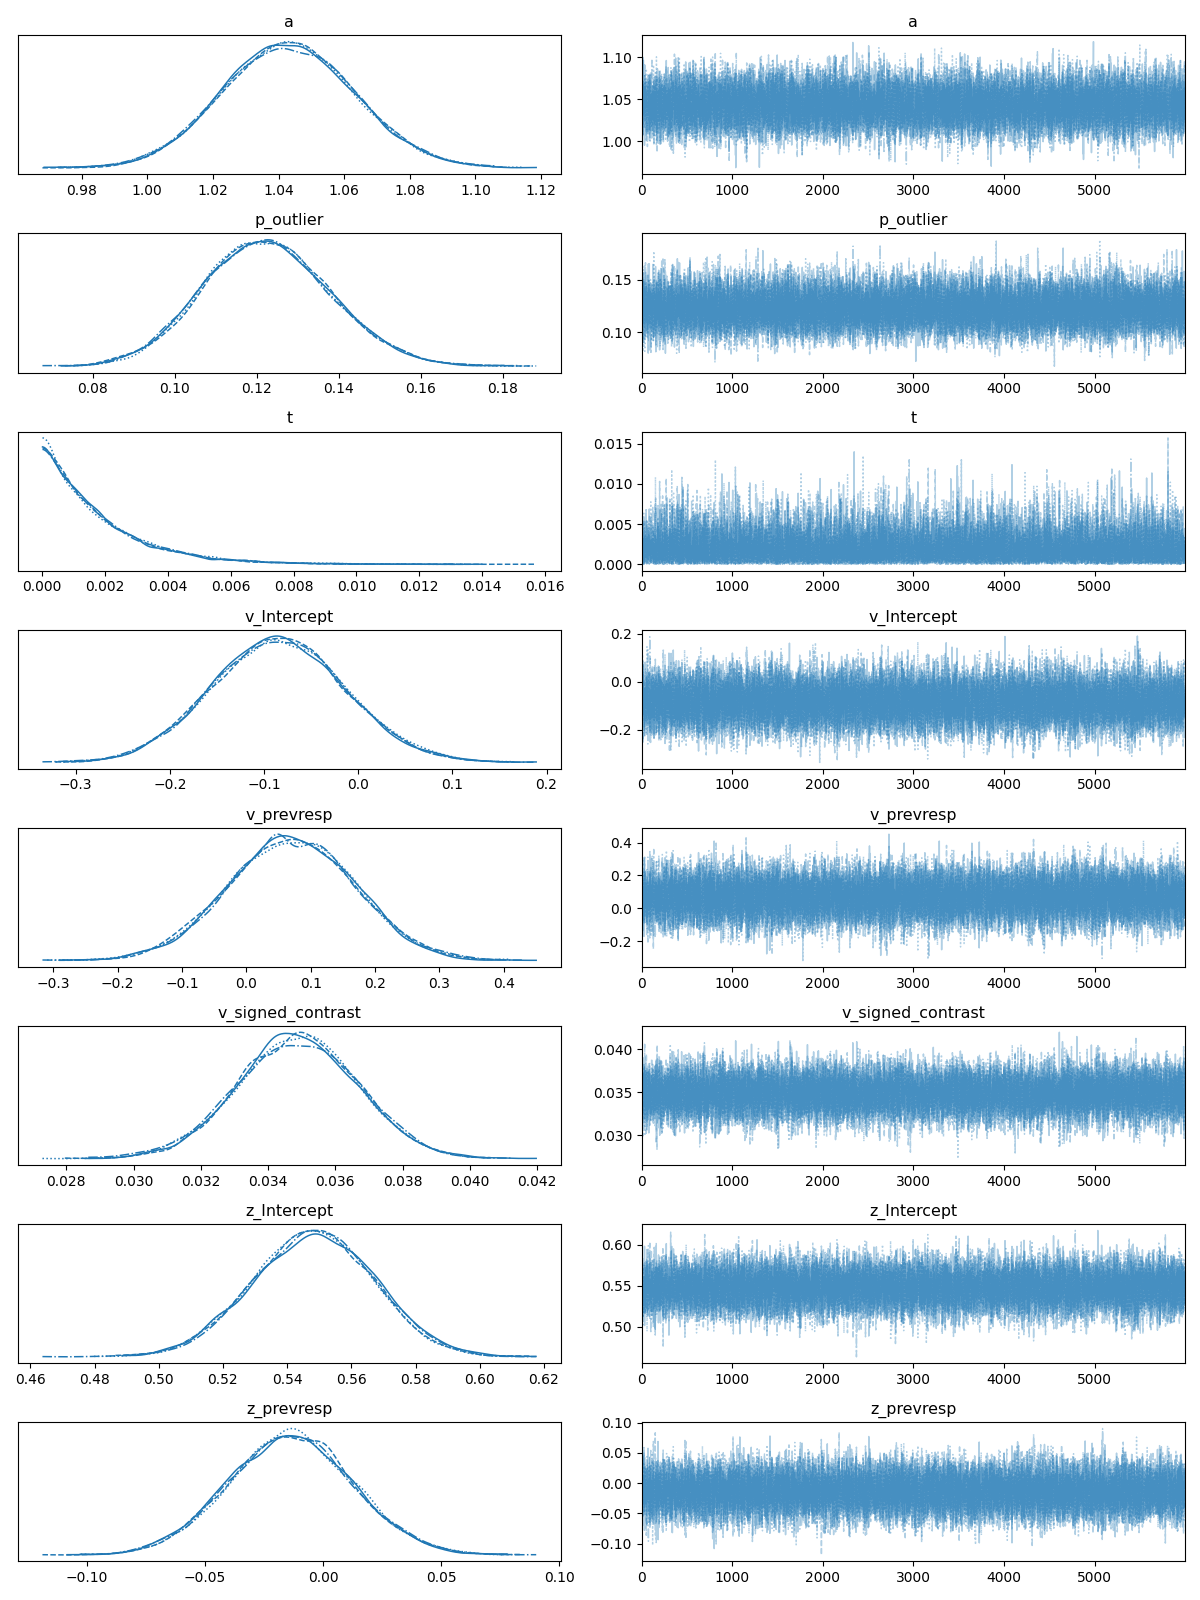 a a
1.10
1.05
1.00
0.98 1.00 1.02 1.04 1.06 1.08 1.10 1.12 0 1000 2000 3000 4000 5000
p_outlier p_outlier
0.15
0.10
0.08 0.10 0.12 0.14 0.16 0.18 0 1000 2000 3000 4000 5000
t t
0.015
0.010
0.005
0.000
0.000 0.002 0.004 0.006 0.008 0.010 0.012 0.014 0.016 0 1000 2000 3000 4000 5000
v_Intercept v_Intercept
0.2
0.0
−0.2
−0.3 −0.2 −0.1 0.0 0.1 0.2 0 1000 2000 3000 4000 5000
v_prevresp v_prevresp
0.4
0.2
0.0
−0.2
−0.3 −0.2 −0.1 0.0 0.1 0.2 0.3 0.4 0 1000 2000 3000 4000 5000
v_signed_contrast v_signed_contrast
0.040
0.035
0.030
0.028 0.030 0.032 0.034 0.036 0.038 0.040 0.042 0 1000 2000 3000 4000 5000
z_Intercept z_Intercept
0.60
0.55
0.50
0.46 0.48 0.50 0.52 0.54 0.56 0.58 0.60 0.62 0 1000 2000 3000 4000 5000
z_prevresp z_prevresp
0.10
0.05
0.00
−0.05
−0.10
−0.10 −0.05 0.00 0.05 0.10 0 1000 2000 3000 4000 5000